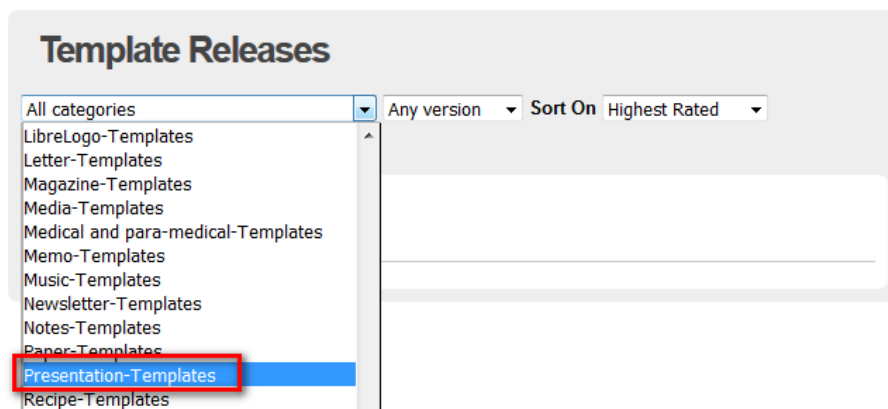 Template Releases
All categories Any version Sort On Highest Rated
LibreLogo-Templates
Letter-Templates
Magazine-Templates
Media-Templates
Medical and para-medical-Templates
Memo-Templates
Music-Templates
Newsletter-Templates
Notes-Templates
Paper-Templates
Presentation-Templates
Recipe-Templates